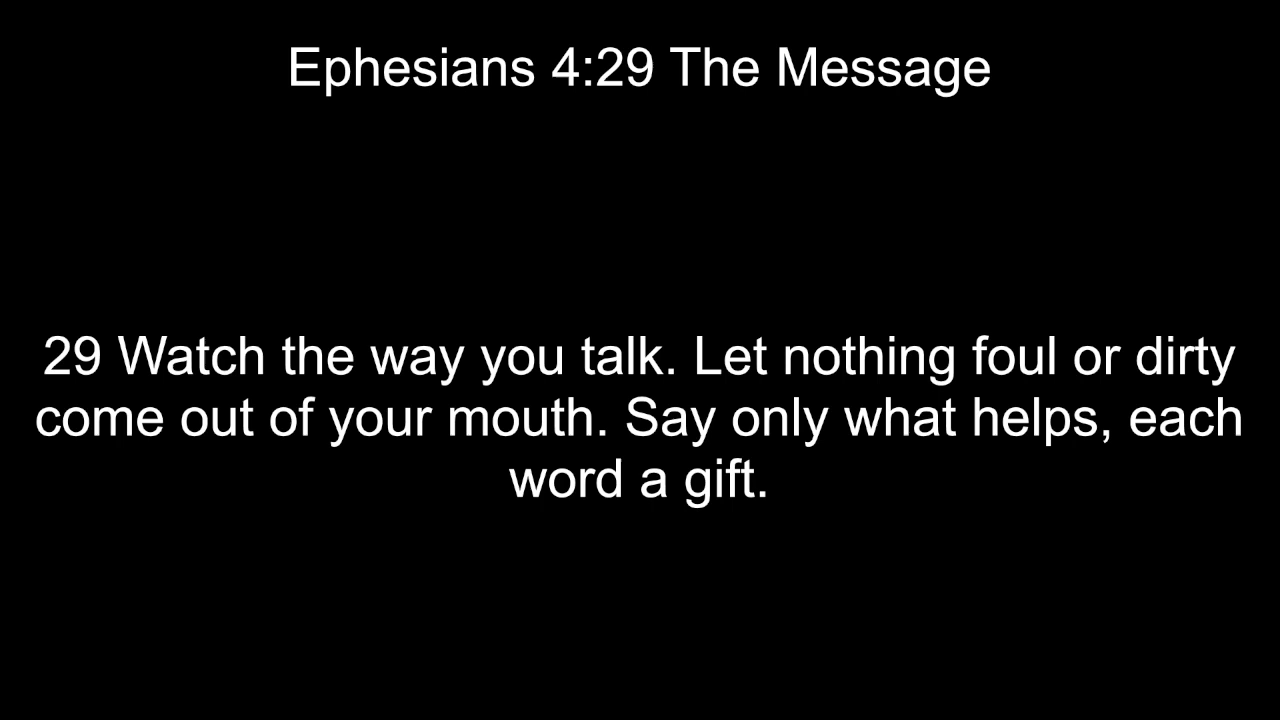 Ephesians 4:29 The Message
29 Watch the way you talk. Let nothing foul or dirty
come out of your mouth. Say only what helps, each
word a gift.